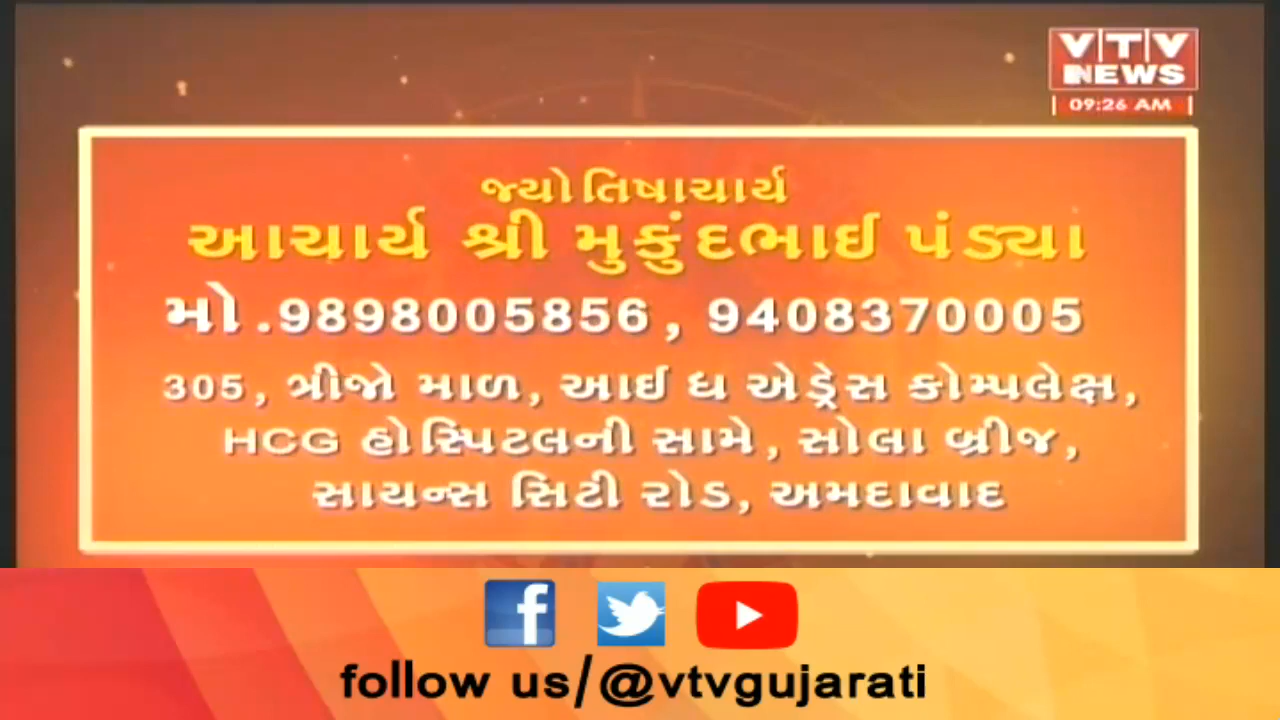 VTV
NEWS
09:26 AM
જ્યોતિષાચાર્ય
આચાર્ય શ્રી મુકુંદભાઈ પંડ્યા
મો.9898005856, 9408370005
305, ત્રીજો માળ, આઈ ધ એડ્રેસ કોમ્પલેક્ષ,
HCG હોસ્પિટલની સામે, સોલા બ્રીજ,
સાયન્સ સિટી રોડ, અમદાવાદ
follow us/@vtvgujarati